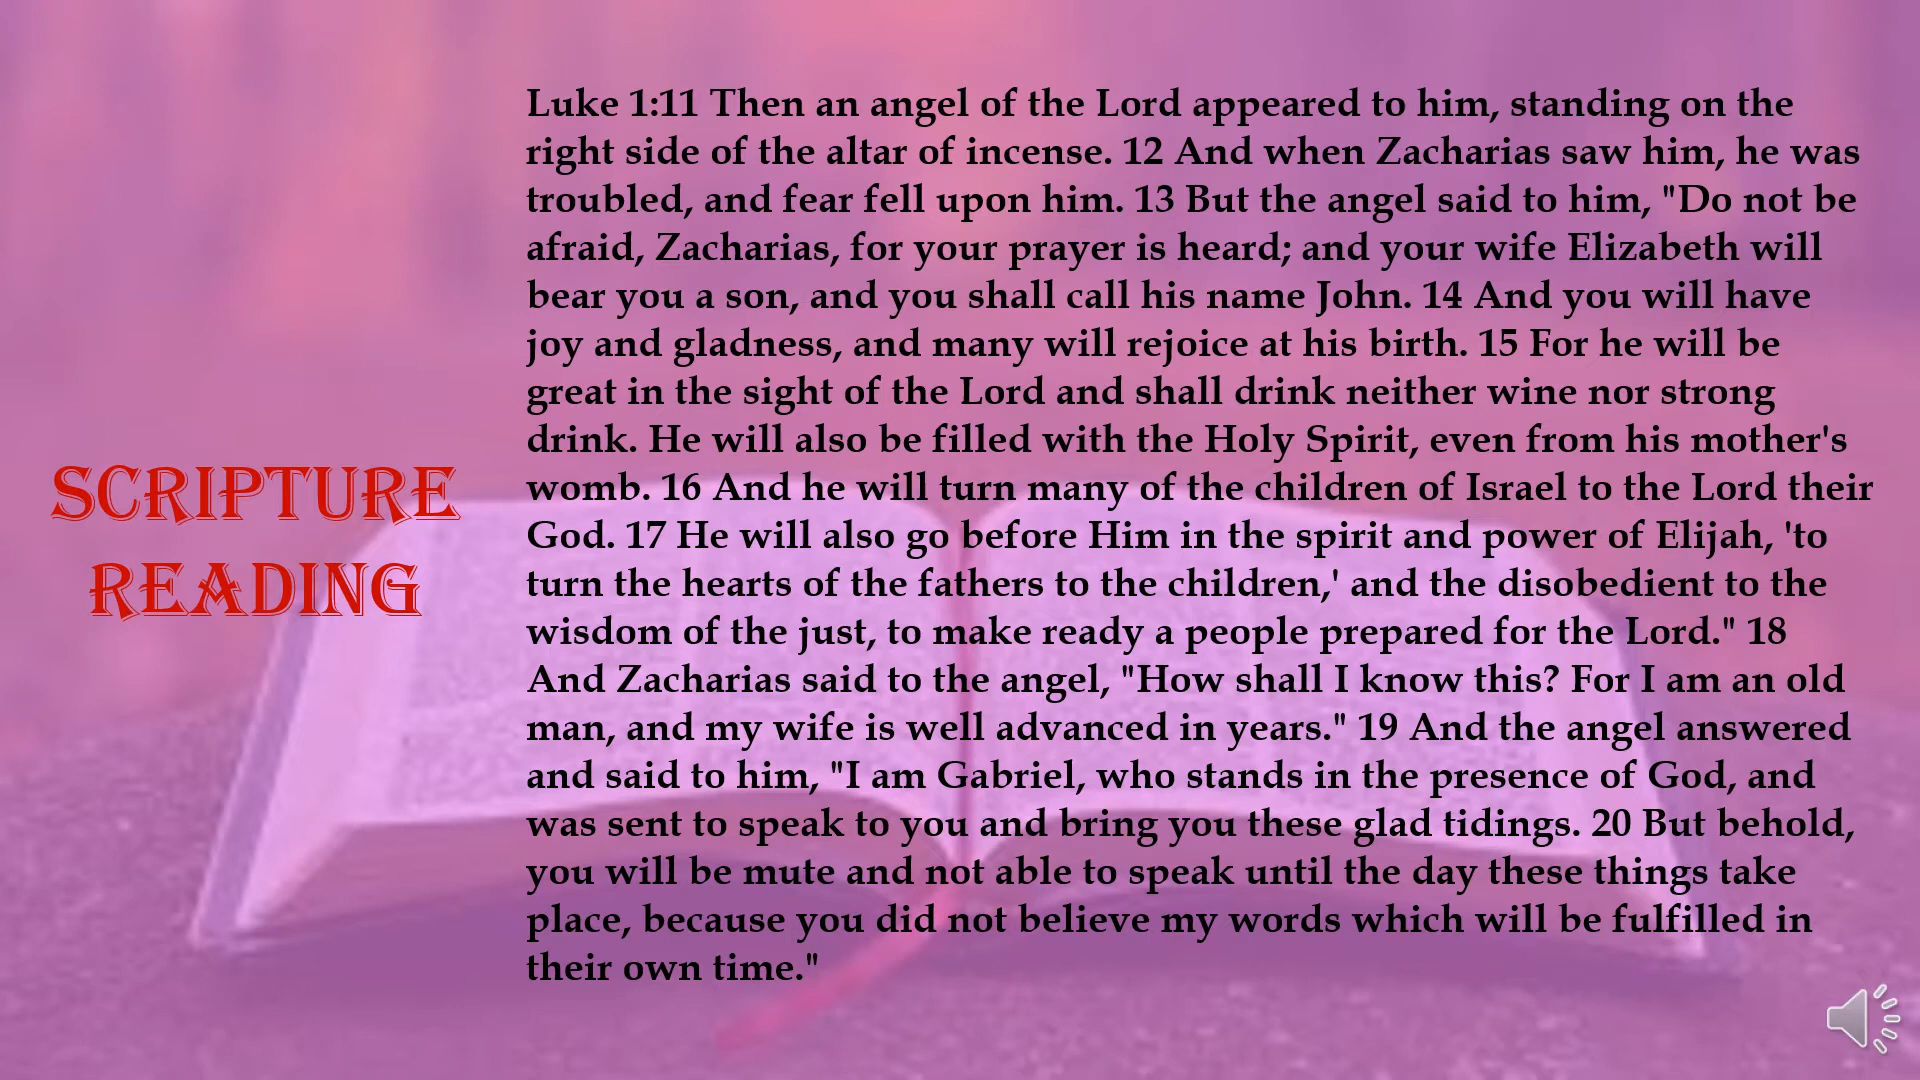 SCRIPTURE
READING
Luke 1:11 Then an angel of the Lord appeared to him, standing on the
right side of the altar of incense. 12 And when Zacharias saw him, he was
troubled, and fear fell upon him. 13 But the angel said to him, "Do not be
afraid, Zacharias, for your prayer is heard; and your wife Elizabeth will
bear you a son, and you shall call his name John. 14 And you will have
joy and gladness, and many will rejoice at his birth. 15 For he will be
great in the sight of the Lord and shall drink neither wine nor strong
drink. He will also be filled with the Holy Spirit, even from his mother's
womb. 16 And he will turn many of the children of Israel to the Lord their
God. 17 He will also go before Him in the spirit and power of Elijah, 'to
turn the hearts of the fathers to the children,' and the disobedient to the
wisdom of the just, to make ready a people prepared for the Lord." 18
And Zacharias said to the angel, "How shall I know this? For I am an old
man, and my wife is well advanced in years." 19 And the angel answered
and said to him, "I am Gabriel, who stands in the presence of God, and
was sent to speak to you and bring you these glad tidings. 20 But behold,
you will be mute and not able to speak until the day these things take
place, because you did not believe my words which will be fulfilled in
their own time."